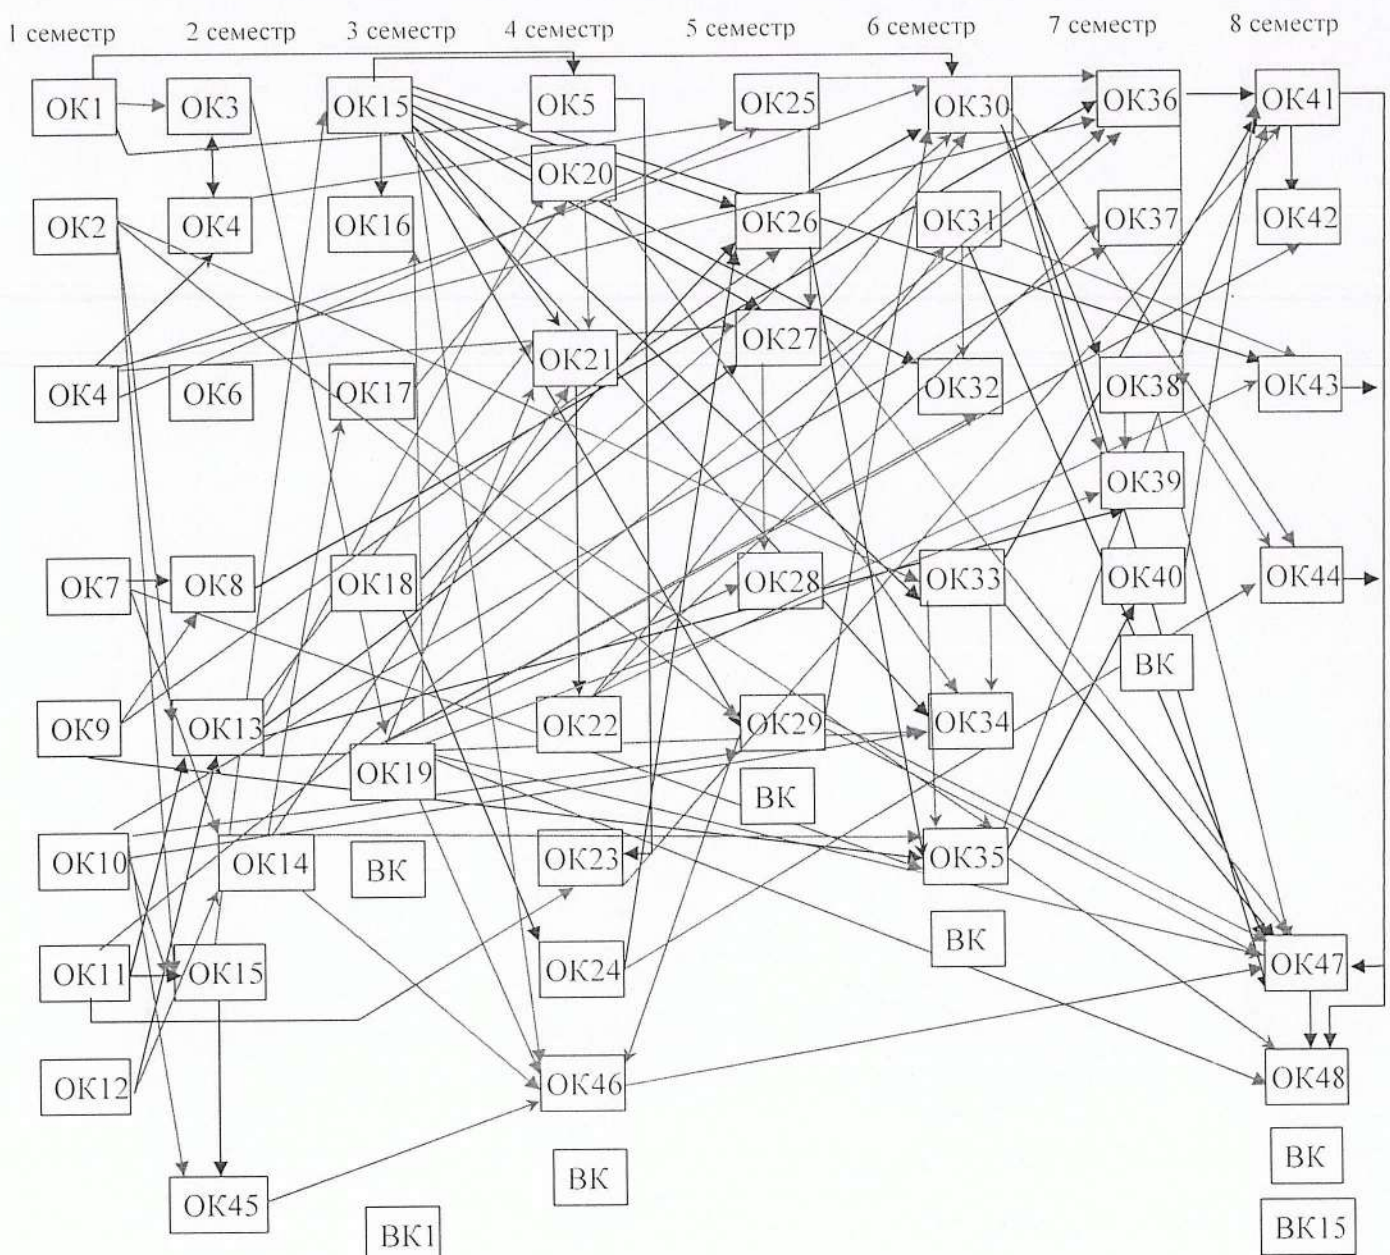 1 семестр 2 семестр 3 семестр 4 семестр 5 семестр 6 семестр 7 семестр 8 семестр
ОК1 ОК3 ОК15 ОК5 ОК25 ОК30 ОК36 ОК41
ОК20
ОК2 ОК4 ОК16 ОК26 ОК31 ОК37 ОК42
ОК21 ОК27
ОК4 ОК6 ОК17 ОК32 ОК38 ОК43
ОК39
ОК7 ОК8 ОК18 ОК28 ОК33 ОК40 ОК44
ВК
ОК9 ОК13 ОК22 ОК29 ОК34
ОК19
ВК
ОК10 ОК14 ВК ОК23 ОК35
ВК
ОК11 ОК15 ОК24 ОК47
ОК12 ОК46 ОК48
ВК ВК
ОК45
ВК1 ВК15